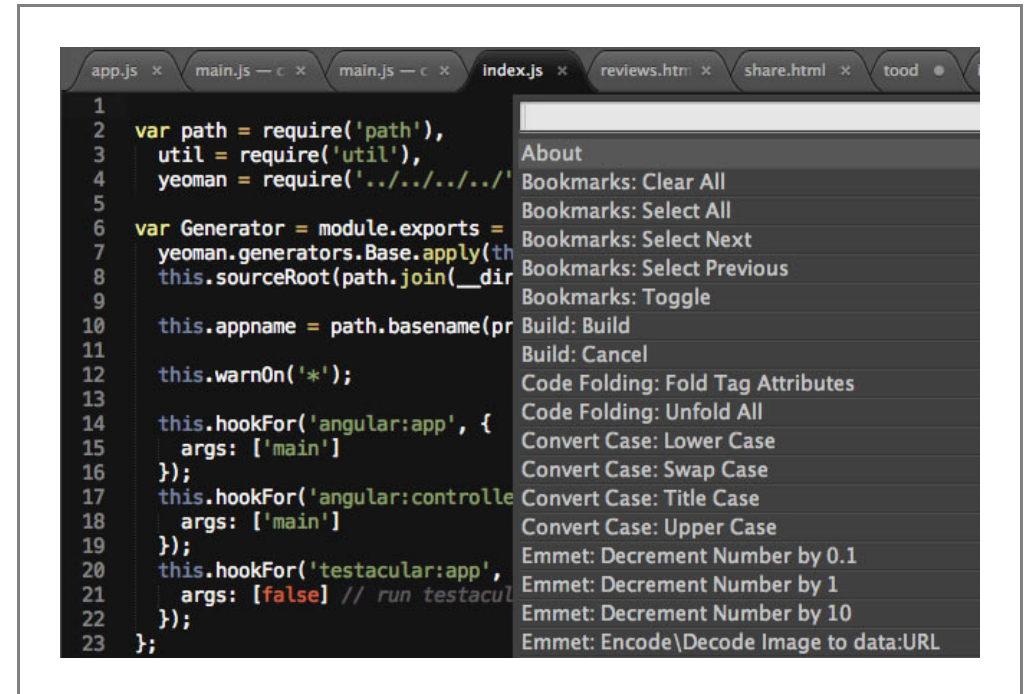 app.js × main.js — c × main.js — c × index.js × reviews.htm × share.html × tood
1
2 var path = require('path'),
3 util = require('util'),
4 yeoman = require('../../../../'
5
6 var Generator = module.exports =
7 yeoman.generators.Base.apply(th
8 this.sourceRoot(path.join(__dir
9
10 this.appname = path.basename(pr
11
12 this.warnOn('*');
13
14 this.hookFor('angular:app', {
15 args: ['main']
16 });
17 this.hookFor('angular:controlle
18 args: ['main']
19 });
20 this.hookFor('testacular:app',
21 args: [false] // run testacul
22 });
23 };
About
Bookmarks: Clear All
Bookmarks: Select All
Bookmarks: Select Next
Bookmarks: Select Previous
Bookmarks: Toggle
Build: Build
Build: Cancel
Code Folding: Fold Tag Attributes
Code Folding: Unfold All
Convert Case: Lower Case
Convert Case: Swap Case
Convert Case: Title Case
Convert Case: Upper Case
Emmet: Decrement Number by 0.1
Emmet: Decrement Number by 1
Emmet: Decrement Number by 10
Emmet: Encode\Decode Image to data:URL